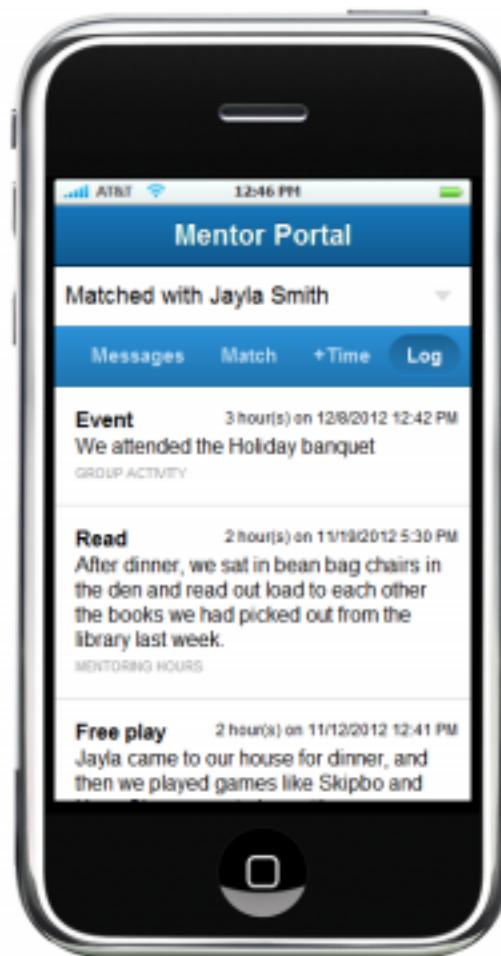 AT&T 12:46 PM
Mentor Portal
Matched with Jayla Smith
Messages Match +Time Log
Event 3 hour(s) on 12/8/2012 12:42 PM
We attended the Holiday banquet
GROUP ACTIVITY
Read 2 hour(s) on 11/19/2012 5:30 PM
After dinner, we sat in bean bag chairs in
the den and read out load to each other
the books we had picked out from the
library last week.
MENTORING HOURS
Free play 2 hour(s) on 11/12/2012 12:41 PM
Jayla came to our house for dinner, and
then we played games like Skipbo and